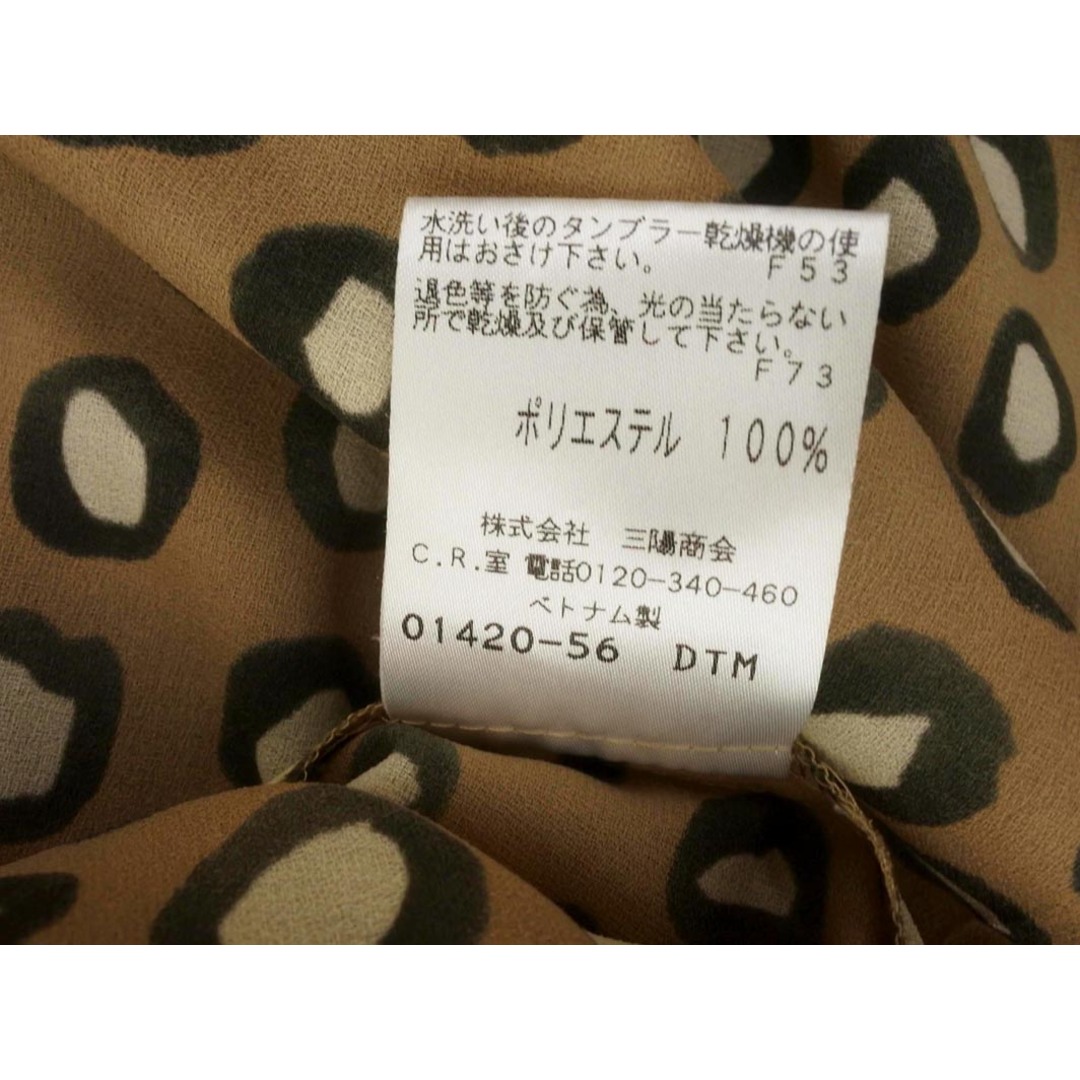 水洗い後のタンブラー乾燥機の使
用はおさけ下さい。
F53
退色等を防ぐ為、光の当たらない
所で乾燥及び保管して下さい。
F73
ポリエステル 100%
株式会社 三陽商会
C.R.室 電話0120-340-460
ベトナム製
01420-56 DTM